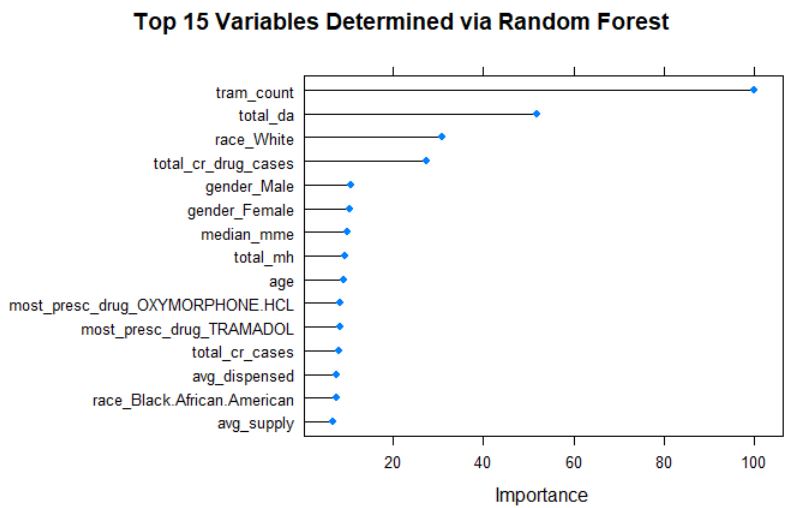 Top 15 Variables Determined via Random Forest
tram_count
total_da
race_White
total_cr_drug_cases
gender_Male
gender_Female
median_mme
total_mh
age
most_presc_drug_OXYMORPHONE.HCL
most_presc_drug_TRAMADOL
total_cr_cases
avg_dispensed
race_Black.African.American
avg_supply
20 40 60 80 100
Importance